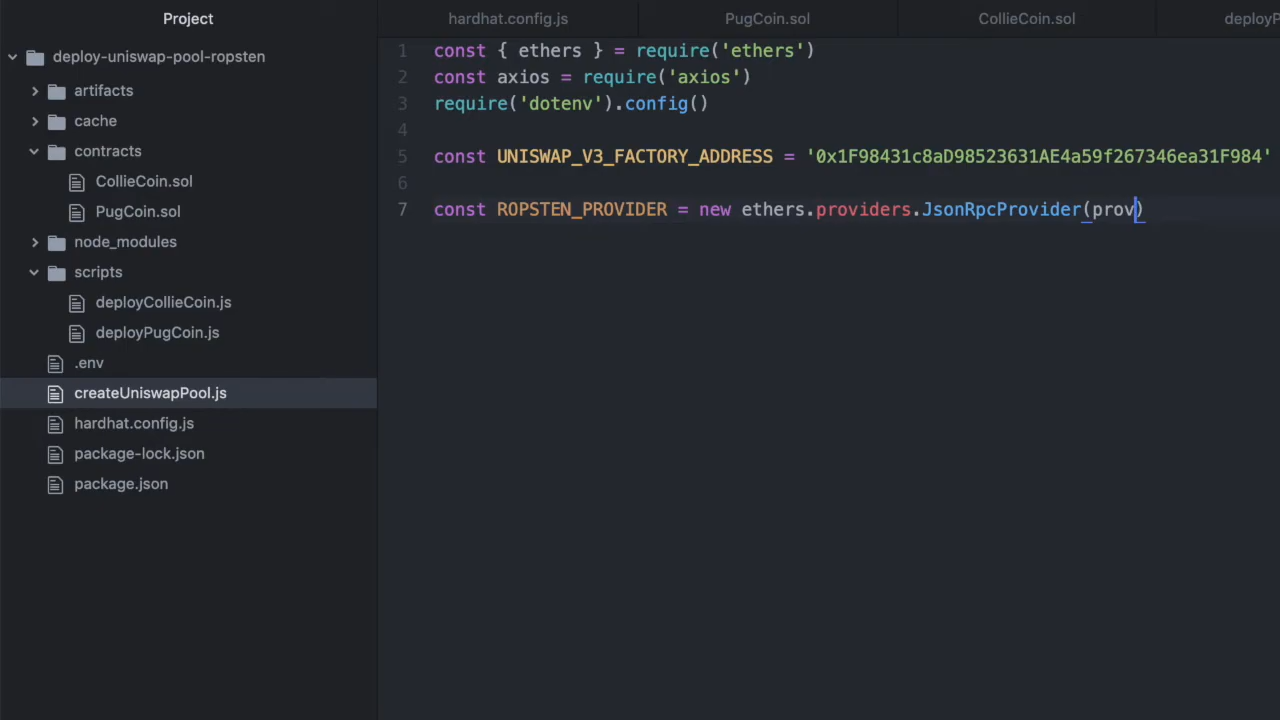 Project
deploy-uniswap-pool-ropsten
artifacts
cache
contracts
CollieCoin.sol
PugCoin.sol
node_modules
scripts
deployCollieCoin.js
deployPugCoin.js
.env
createUniswapPool.js
hardhat.config.js
package-lock.json
package.json
hardhat.config.js PugCoin.sol CollieCoin.sol deployP
1 const { ethers } = require('ethers')
2 const axios = require('axios')
3 require('dotenv').config()
4
5 const UNISWAP_V3_FACTORY_ADDRESS = '0x1F98431c8aD98523631AE4a59f267346ea31F984'
6
7 const ROPSTEN_PROVIDER = new ethers.providers.JsonRpcProvider(prov)